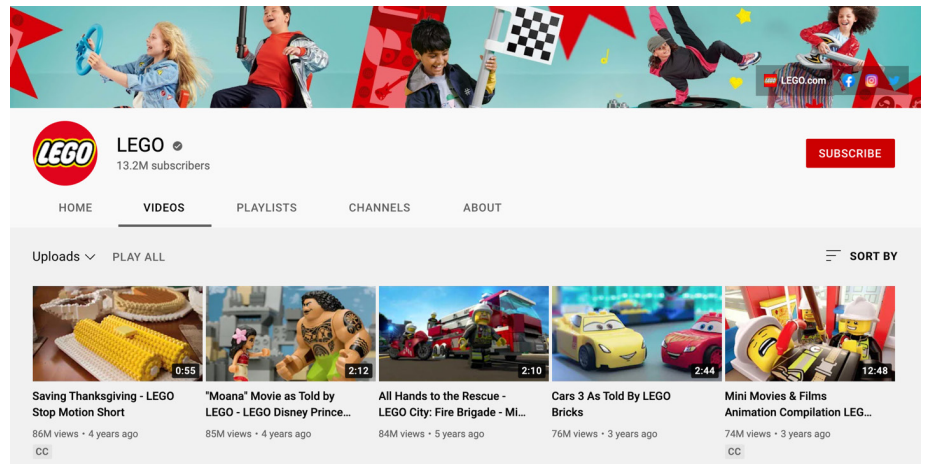 LEGO LEGO.com
LEGO
LEGO
13.2M subscribers
SUBSCRIBE
HOME VIDEOS PLAYLISTS CHANNELS ABOUT
Uploads PLAY ALL SORT BY
0:55 2:12 2:10 2:44 12:48
Saving Thanksgiving - LEGO
Stop Motion Short
86M views • 4 years ago
CC
"Moana" Movie as Told by
LEGO - LEGO Disney Prince...
85M views • 4 years ago
All Hands to the Rescue -
LEGO City: Fire Brigade - Mi...
84M views • 5 years ago
Cars 3 As Told By LEGO
Bricks
76M views • 3 years ago
Mini Movies & Films
Animation Compilation LEG...
74M views • 3 years ago
CC